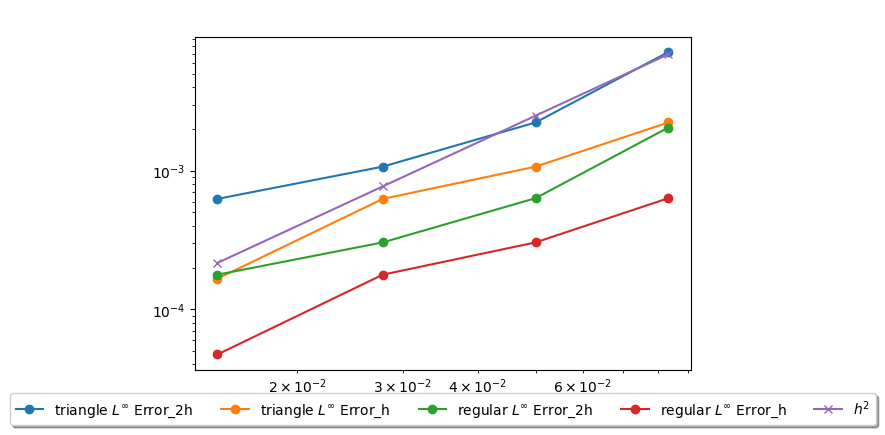 10⁻³
10⁻⁴
2 × 10⁻² 3 × 10⁻² 4 × 10⁻² 6 × 10⁻²
triangle L^∞ Error_2h triangle L^∞ Error_h regular L^∞ Error_2h regular L^∞ Error_h h²